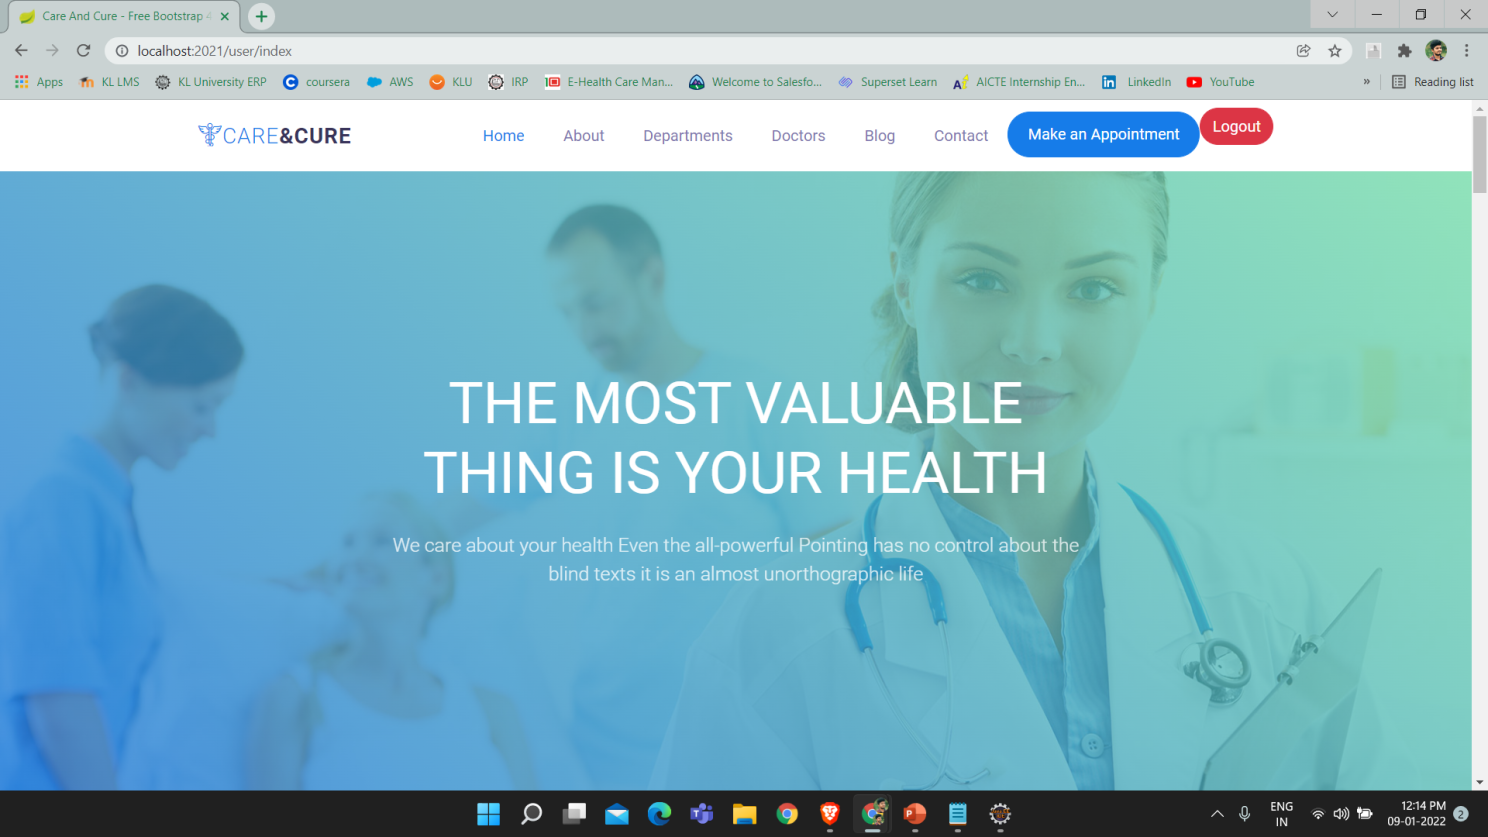 Care And Cure - Free Bootstrap
localhost:2021/user/index
Apps
KL LMS
KL University ERP
coursera
AWS
KLU
IRP
E-Health Care Man...
Welcome to Salesfo...
Superset Learn
AICTE Internship En...
LinkedIn
YouTube
»
Reading list
CARE&CURE
Home
About
Departments
Doctors
Blog
Contact
Make an Appointment
Logout
THE MOST VALUABLE
THING IS YOUR HEALTH
We care about your health Even the all-powerful Pointing has no control about the
blind texts it is an almost unorthographic life
ENG
IN
12:14 PM
09-01-2022
2